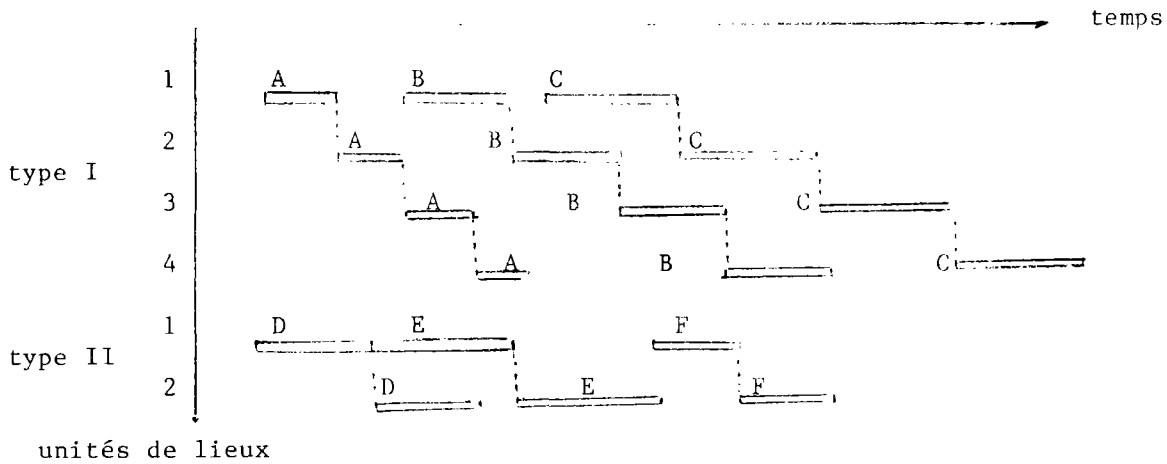 temps
1 A B C
2 A B C
type I
3 A B C
4 A B C
1 D E F
type II
2 D E F
unités de lieux